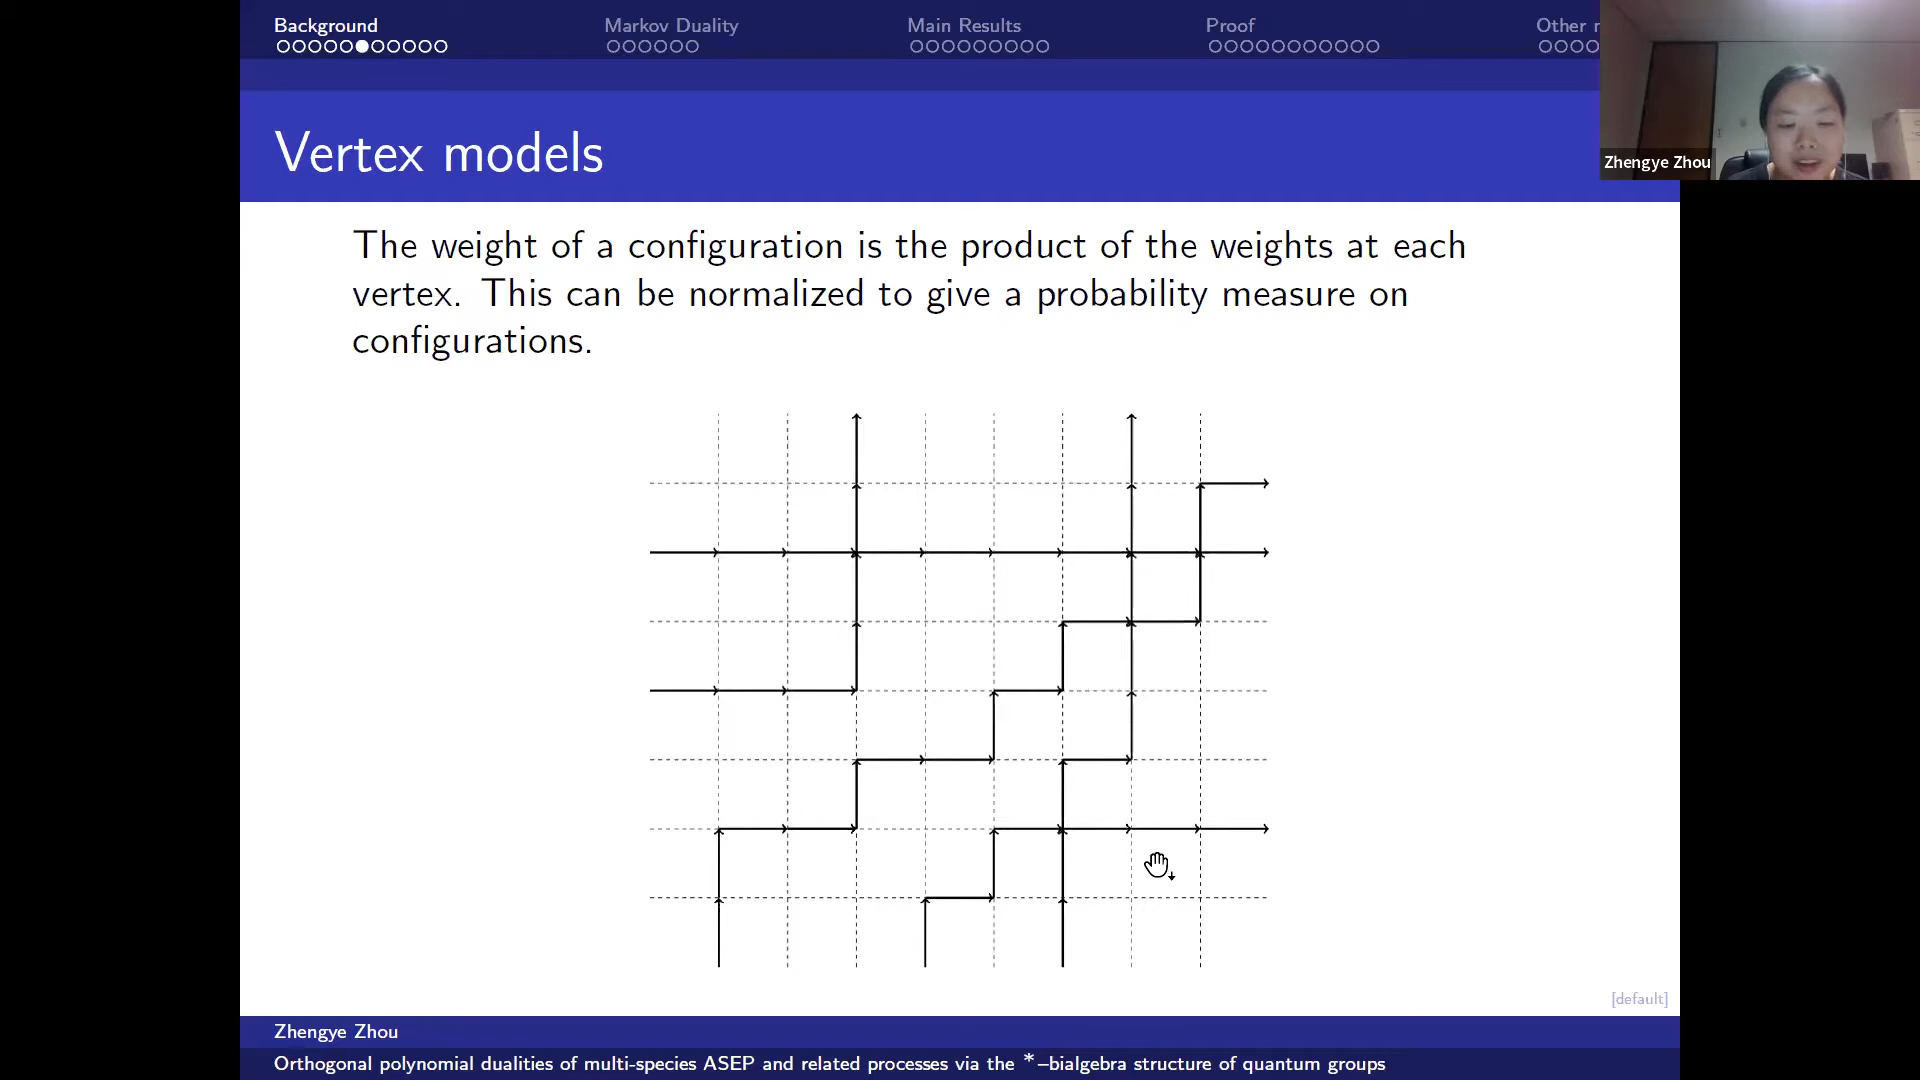 Background
Markov Duality
Main Results
Proof
Other
Zhengye Zhou
Vertex models
The weight of a configuration is the product of the weights at each
vertex. This can be normalized to give a probability measure on
configurations.
[default]
Zhengye Zhou
Orthogonal polynomial dualities of multi-species ASEP and related processes via the *–bialgebra structure of quantum groups